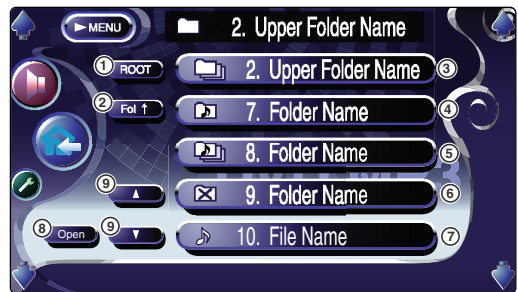 ►MENU 2. Upper Folder Name
1 ROOT 2. Upper Folder Name 3
2 Fol ↑ 7. Folder Name 4
8. Folder Name 5
9 ▲ 9. Folder Name 6
8 Open 9 ▼ 10. File Name 7